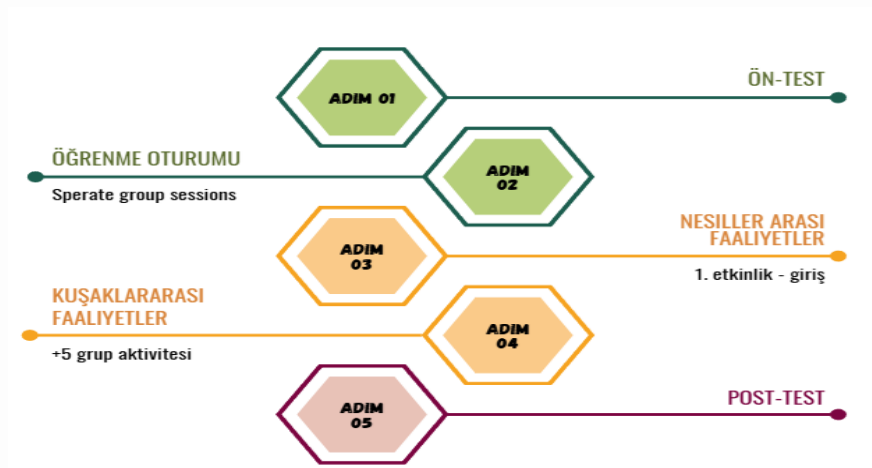 ADIM 01
ÖN-TEST
ÖĞRENME OTURUMU
Sperate group sessions
ADIM
02
NESILLER ARASI
FAALIYETLER
1. etkinlik - giriş
ADIM
03
KUŞAKLARARASI
FAALIYETLER
+5 grup aktivitesi
ADIM
04
POST-TEST
ADIM
05